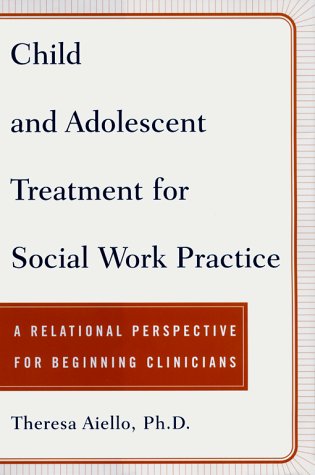 Child
and Adolescent
Treatment for
Social Work Practice
A RELATIONAL PERSPECTIVE
FOR BEGINNING CLINICIANS
Theresa Aiello, Ph.D.